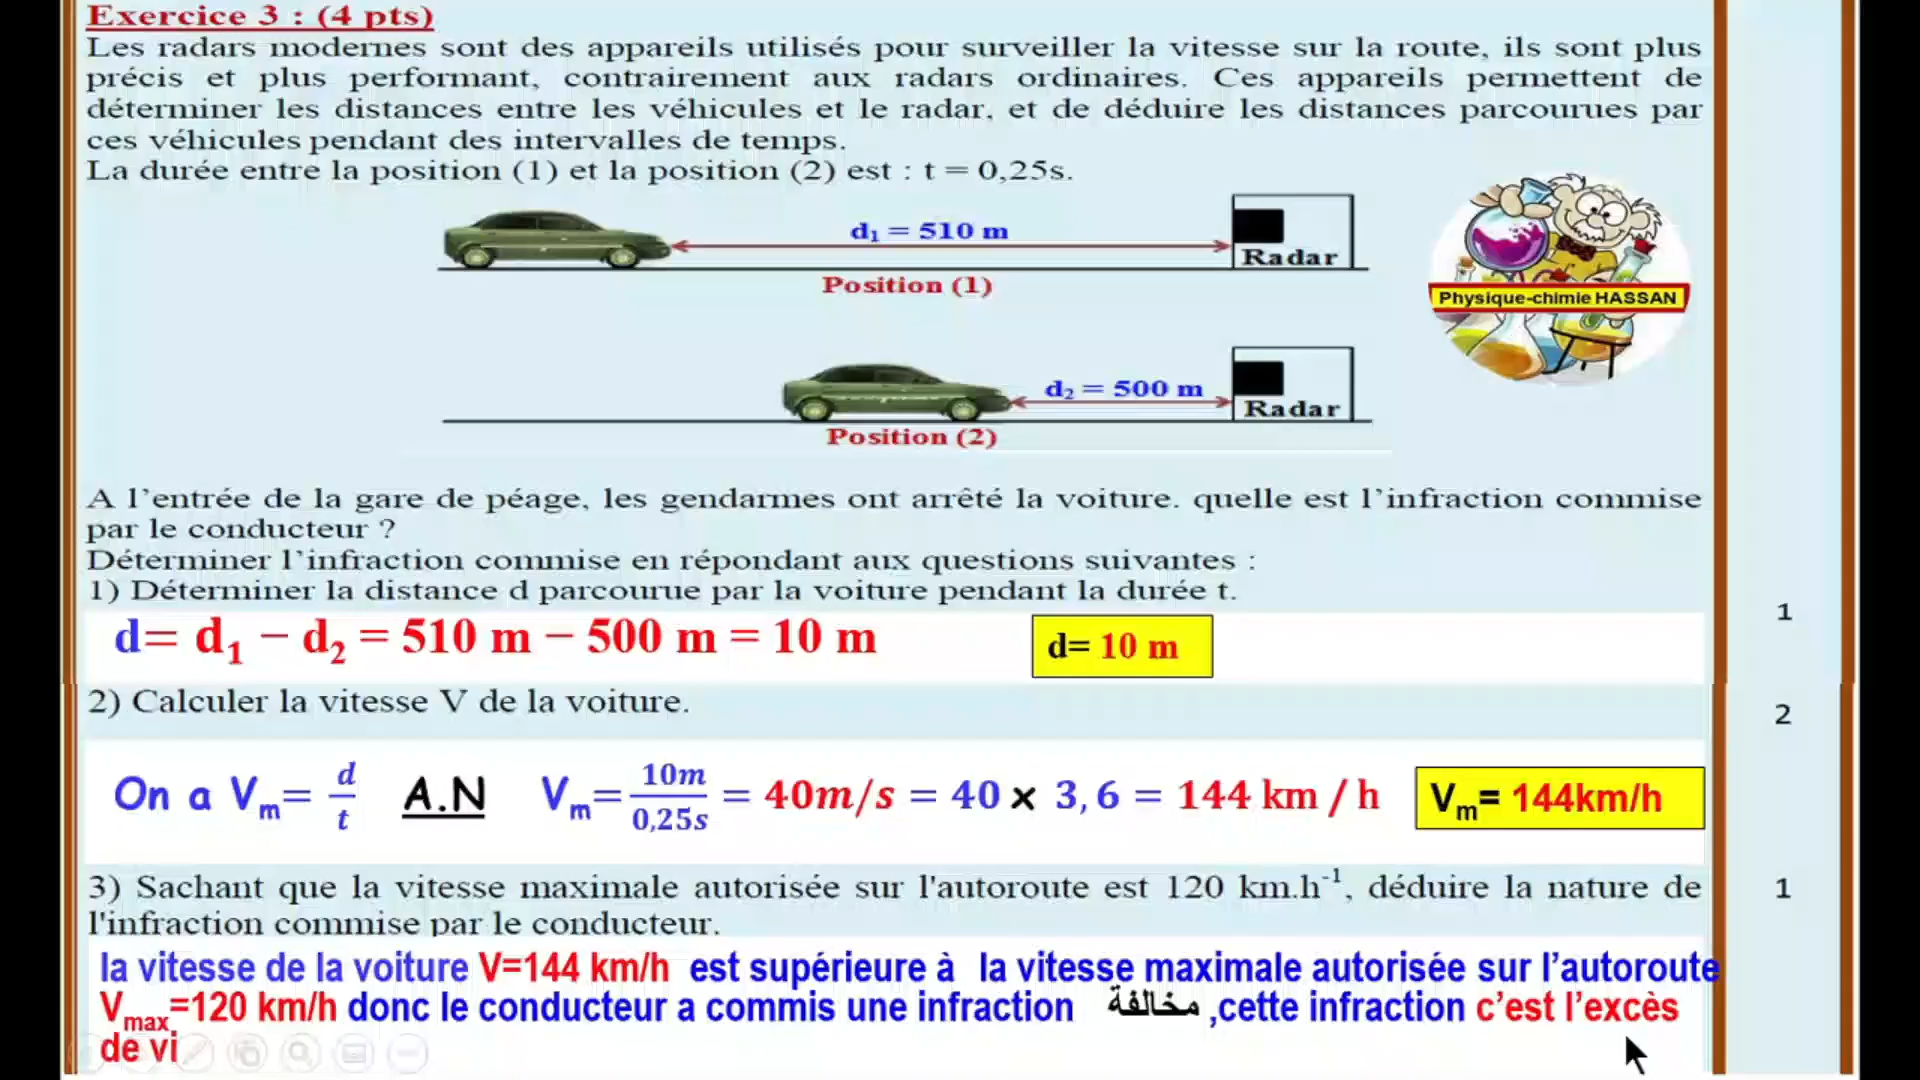 Exercice 3 : (4 pts)
Les radars modernes sont des appareils utilisés pour surveiller la vitesse sur la route, ils sont plus
précis et plus performant, contrairement aux radars ordinaires. Ces appareils permettent de
déterminer les distances entre les véhicules et le radar, et de déduire les distances parcourues par
ces véhicules pendant des intervalles de temps.
La durée entre la position (1) et la position (2) est : t = 0,25s.
d₁ = 510 m
Radar
Position (1)
Physique-chimie HASSAN
d₂ = 500 m
Radar
Position (2)
A l’entrée de la gare de péage, les gendarmes ont arrêté la voiture. quelle est l’infraction commise
par le conducteur ?
Déterminer l’infraction commise en répondant aux questions suivantes :
1) Déterminer la distance d parcourue par la voiture pendant la durée t.
1
d= d₁ − d₂ = 510 m − 500 m = 10 m
d= 10 m
2) Calculer la vitesse V de la voiture.
2
On a Vm= d/t A.N Vm= 10m/0,25s = 40m/s = 40 × 3,6 = 144 km / h
Vm= 144km/h
3) Sachant que la vitesse maximale autorisée sur l'autoroute est 120 km.h⁻¹, déduire la nature de
1
l'infraction commise par le conducteur.
la vitesse de la voiture V=144 km/h est supérieure à la vitesse maximale autorisée sur l’autoroute
Vmax=120 km/h donc le conducteur a commis une infraction مخالفة ,cette infraction c’est l’excès
de vi